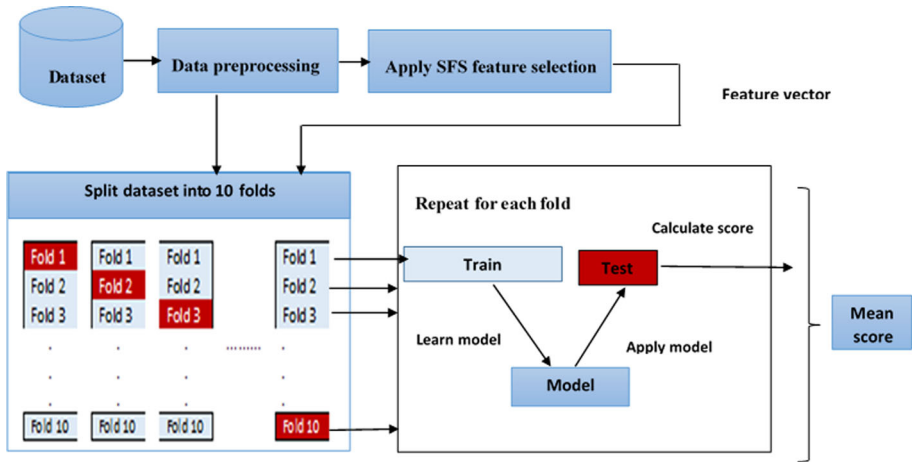 Dataset
Data preprocessing
Apply SFS feature selection
Feature vector
Split dataset into 10 folds
Fold 1 Fold 1 Fold 1 Fold 1
Fold 2 Fold 2 Fold 2 Fold 2
Fold 3 Fold 3 Fold 3 Fold 3
Fold 10 Fold 10 Fold 10 Fold 10
Repeat for each fold
Calculate score
Train
Test
Learn model
Apply model
Model
Mean
score